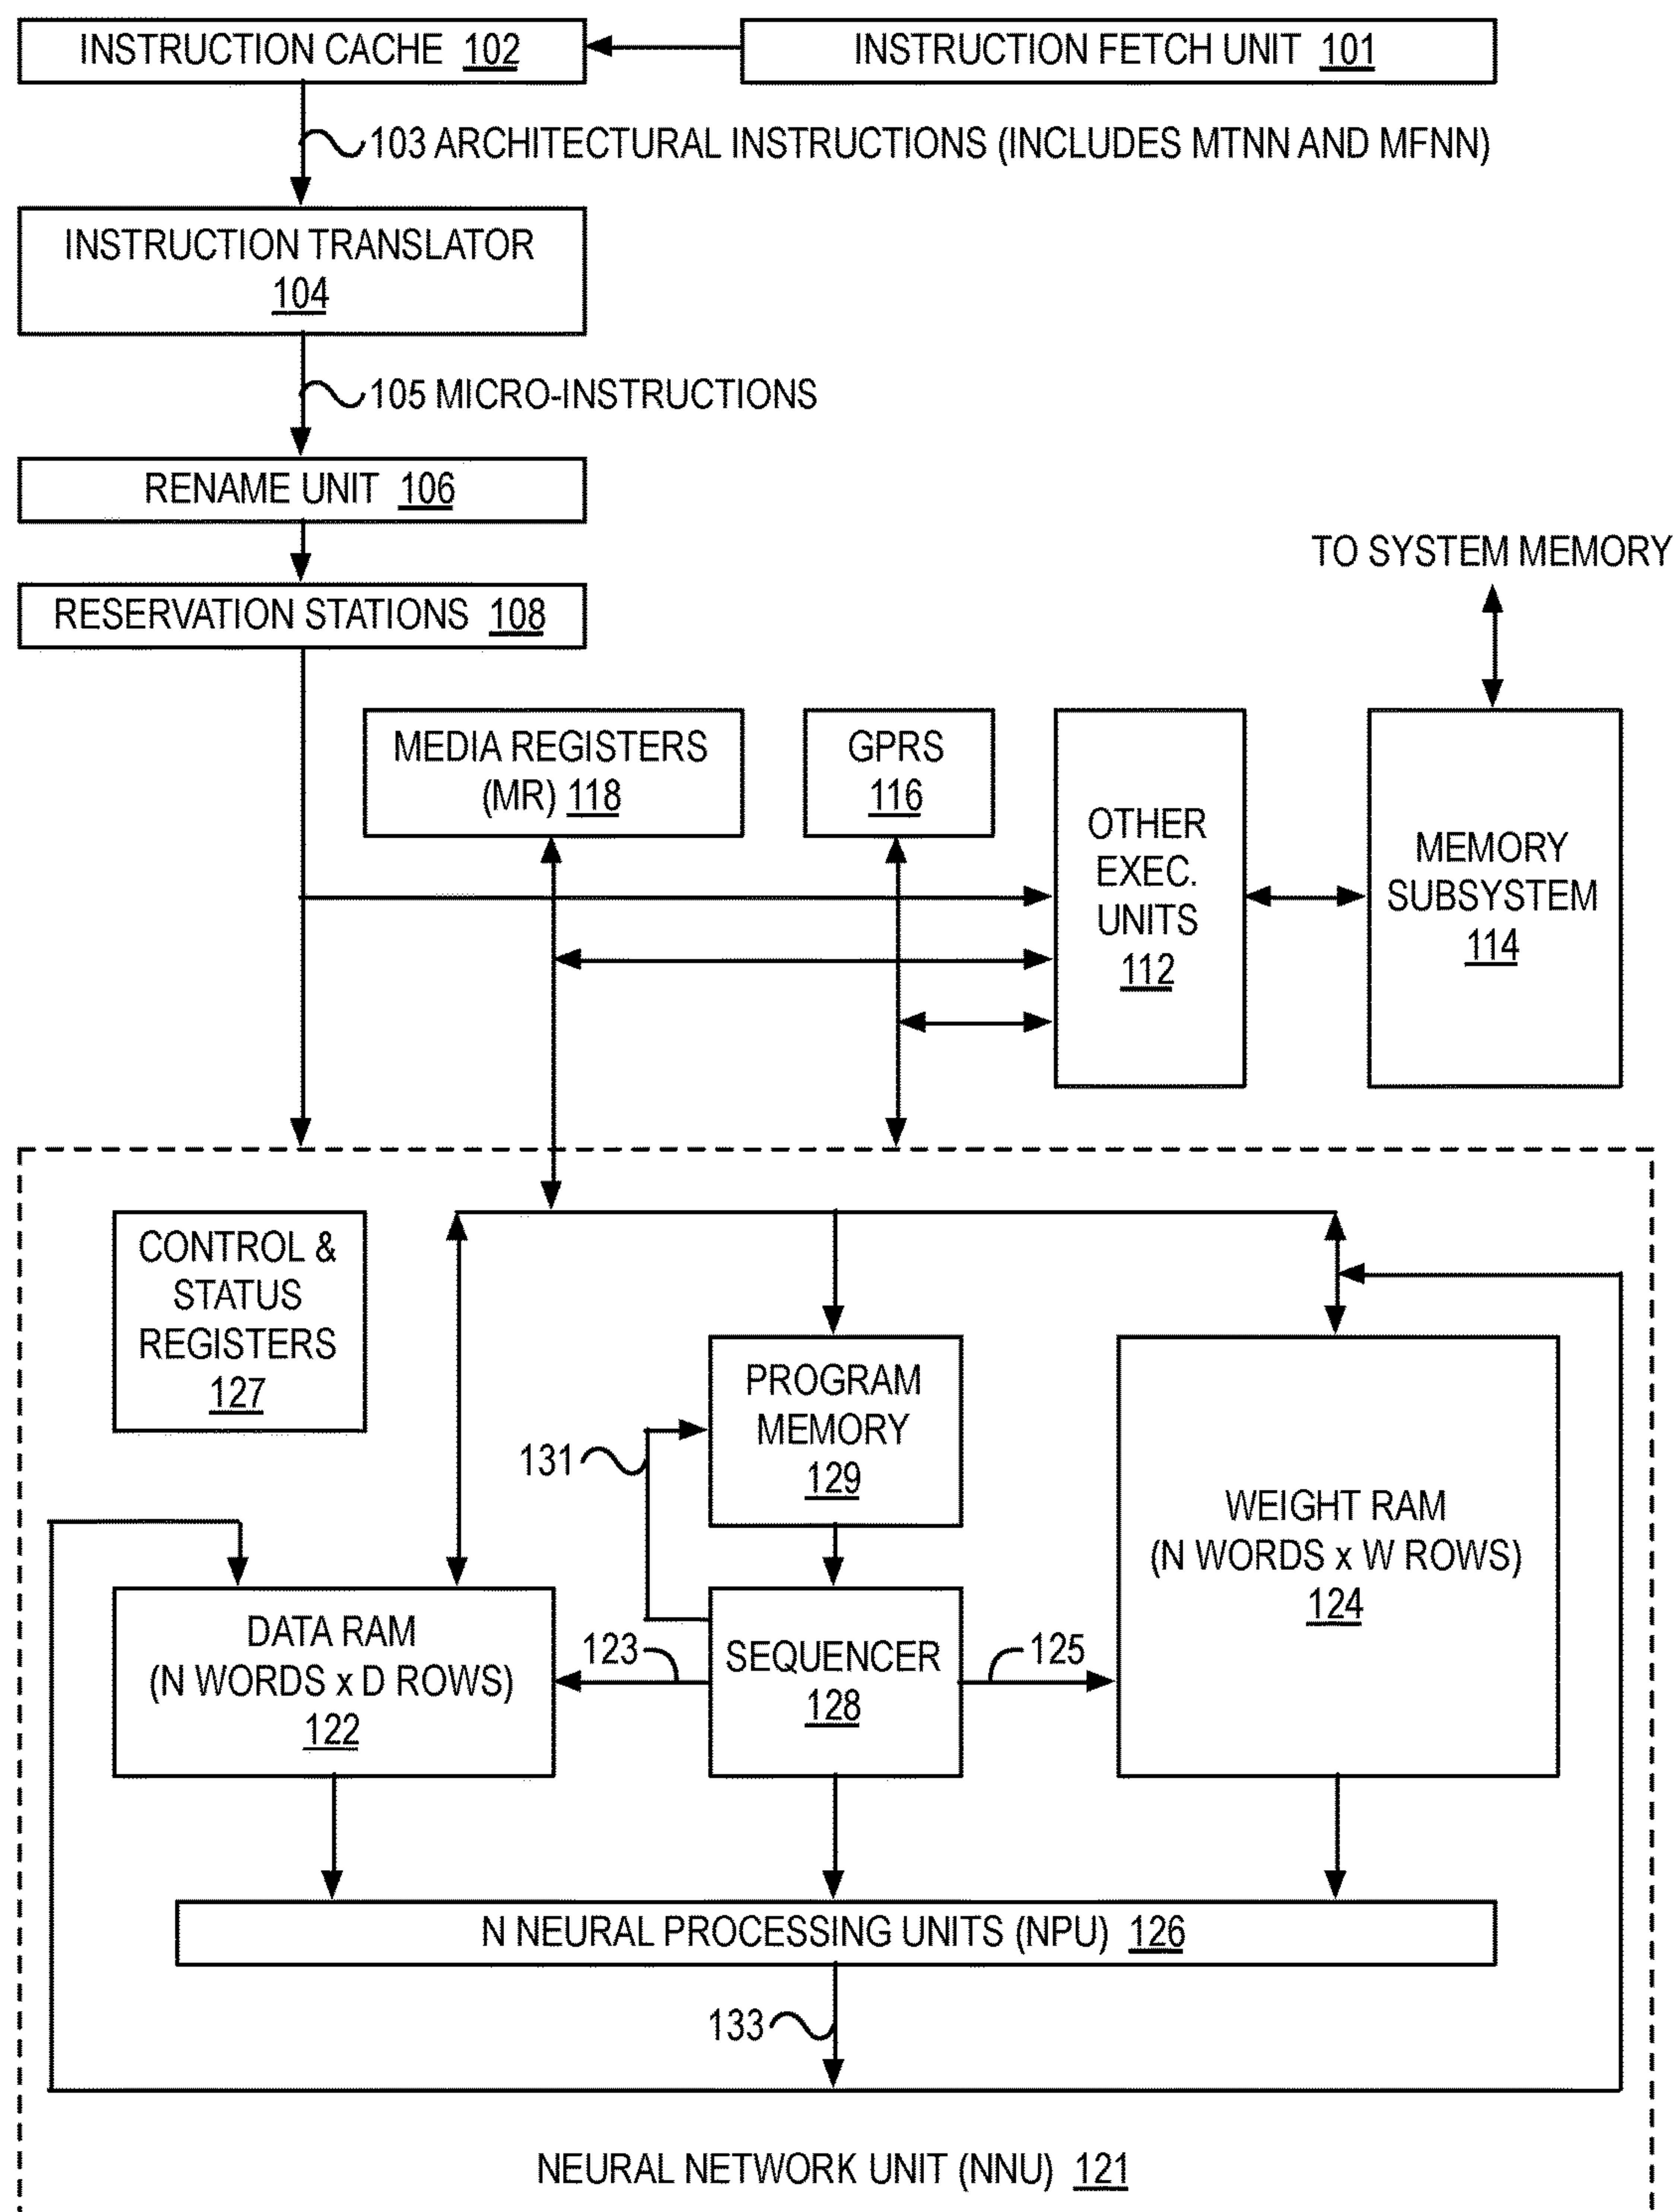 INSTRUCTION CACHE 102
INSTRUCTION FETCH UNIT 101
103 ARCHITECTURAL INSTRUCTIONS (INCLUDES MTNN AND MFNN)
INSTRUCTION TRANSLATOR
104
105 MICRO-INSTRUCTIONS
RENAME UNIT 106
TO SYSTEM MEMORY
RESERVATION STATIONS 108
MEDIA REGISTERS
(MR) 118
GPRS
116
OTHER
EXEC.
UNITS
112
MEMORY
SUBSYSTEM
114
CONTROL &
STATUS
REGISTERS
127
PROGRAM
MEMORY
129
131
WEIGHT RAM
(N WORDS x W ROWS)
124
DATA RAM
(N WORDS x D ROWS)
122
123
SEQUENCER
128
125
N NEURAL PROCESSING UNITS (NPU) 126
133
NEURAL NETWORK UNIT (NNU) 121